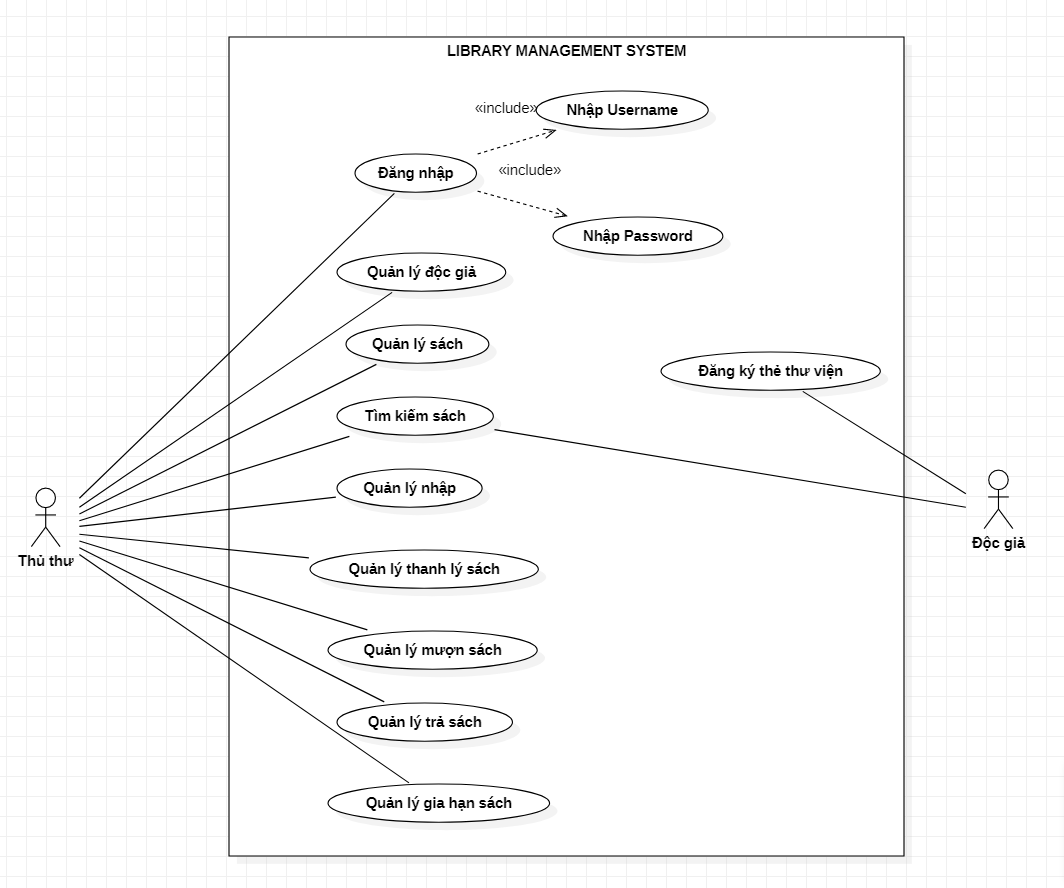 LIBRARY MANAGEMENT SYSTEM
«include»
Nhập Username
Đăng nhập
«include»
Nhập Password
Quản lý độc giả
Quản lý sách
Đăng ký thẻ thư viện
Tìm kiếm sách
Quản lý nhập
Thủ thư
Độc giả
Quản lý thanh lý sách
Quản lý mượn sách
Quản lý trả sách
Quản lý gia hạn sách